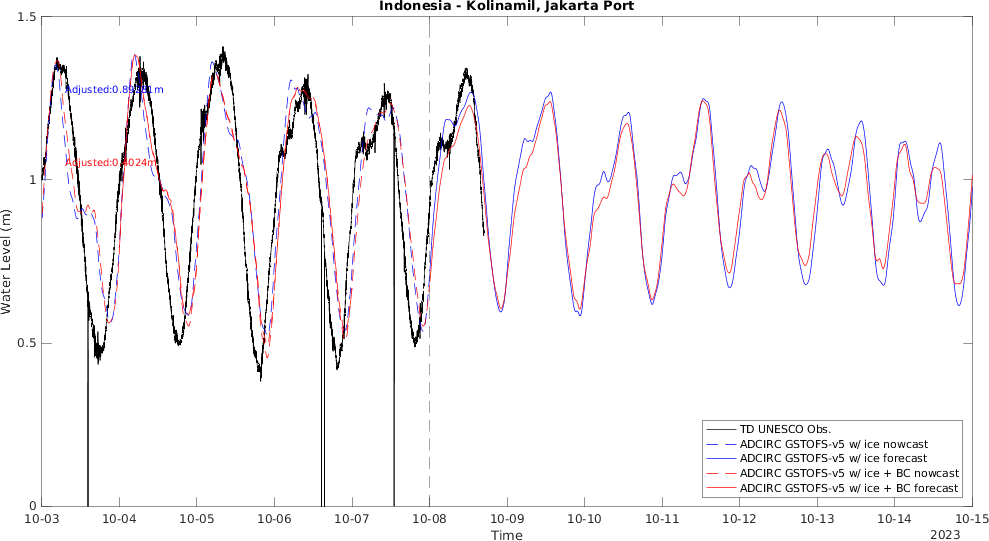 Indonesia - Kolinamil, Jakarta Port
1.5
1
0.5
0
Water Level (m)
Adjusted:
Adjusted:
10-03
10-04
10-05
10-06
10-07
10-08
10-09
10-10
10-11
10-12
10-13
10-14
10-15
Time
2023
TD UNESCO Obs.
ADCIRC GSTOFS-v5 w/ ice nowcast
ADCIRC GSTOFS-v5 w/ ice forecast
ADCIRC GSTOFS-v5 w/ ice + BC nowcast
ADCIRC GSTOFS-v5 w/ ice + BC forecast